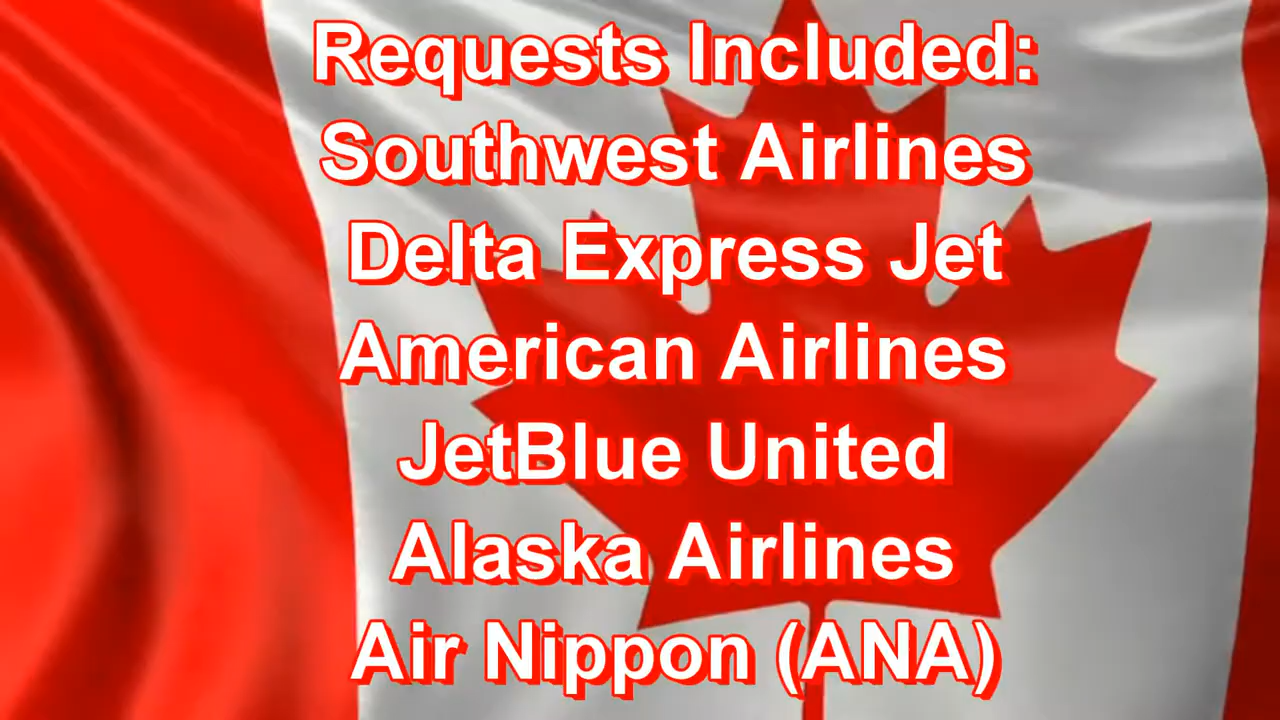 Requests Included:
Southwest Airlines
Delta Express Jet
American Airlines
JetBlue United
Alaska Airlines
Air Nippon (ANA)